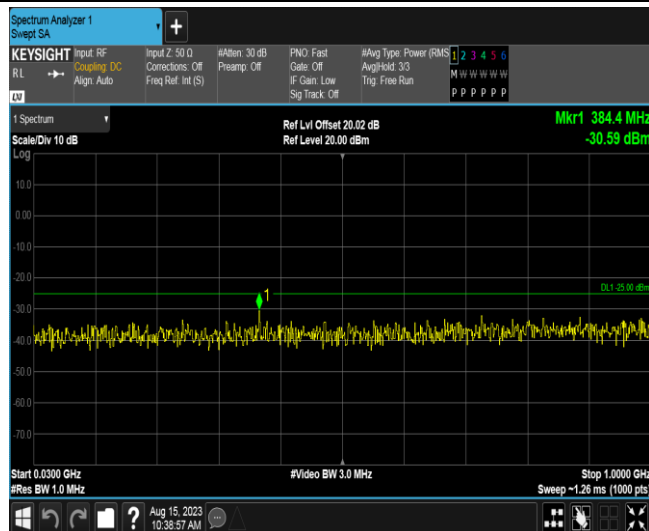 Spectrum Analyzer 1
Swept SA
+
KEYSIGHT
RL
LXI
Input: RF
Coupling: DC
Align: Auto
Input Z: 50 Ω
Corrections: Off
Freq Ref: Int (S)
#Atten: 30 dB
Preamp: Off
PNO: Fast
Gate: Off
IF Gain: Low
Sig Track: Off
#Avg Type: Power (RMS
Avg|Hold: 3/3
Trig: Free Run
1 2 3 4 5 6
M W W W W W
P P P P P P
1 Spectrum
Scale/Div 10 dB
Log
Ref Lvl Offset 20.02 dB
Ref Level 20.00 dBm
Mkr1 384.4 MHz
-30.59 dBm
10.0
0.00
-10.0
-20.0
DL1 -25.00 dBm
1
-30.0
-40.0
-50.0
-60.0
-70.0
Start 0.0300 GHz
#Res BW 1.0 MHz
#Video BW 3.0 MHz
Stop 1.0000 GHz
Sweep ~1.26 ms (1000 pts)
?
Aug 15, 2023
10:38:57 AM